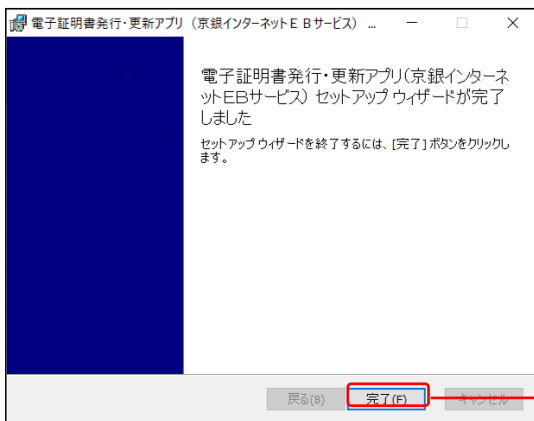 電子証明書発行・更新アプリ（京銀インターネットＥＢサービス） ...
電子証明書発行・更新アプリ(京銀インターネ
ットEBサービス) セットアップ ウィザードが完了
しました
セットアップ ウィザードを終了するには、[完了] ボタンをクリックし
ます。
戻る(B) 完了(F) キャンセル